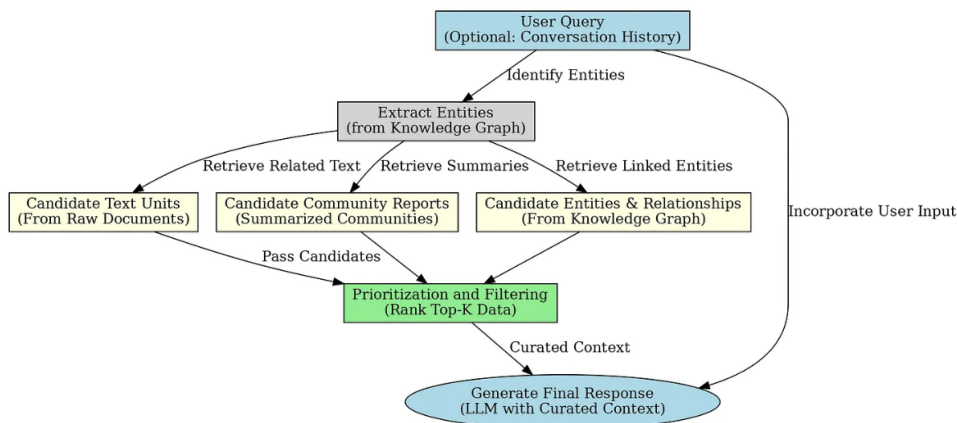 User Query
(Optional: Conversation History)
Identify Entities
Extract Entities
(from Knowledge Graph)
Retrieve Related Text
Retrieve Summaries
Retrieve Linked Entities
Candidate Text Units
(From Raw Documents)
Candidate Community Reports
(Summarized Communities)
Candidate Entities & Relationships
(From Knowledge Graph)
Incorporate User Input
Pass Candidates
Prioritization and Filtering
(Rank Top-K Data)
Curated Context
Generate Final Response
(LLM with Curated Context)